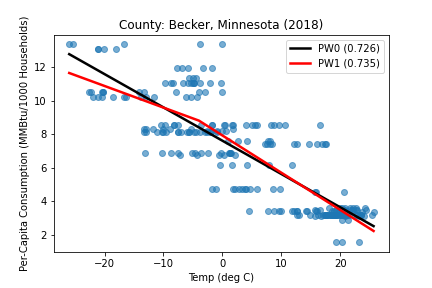 County: Becker, Minnesota (2018)
Per-Capita Consumption (MMBtu/1000 Households)
12
10
8
6
4
2
PW0 (0.726)
PW1 (0.735)
−20 −10 0 10 20
Temp (deg C)